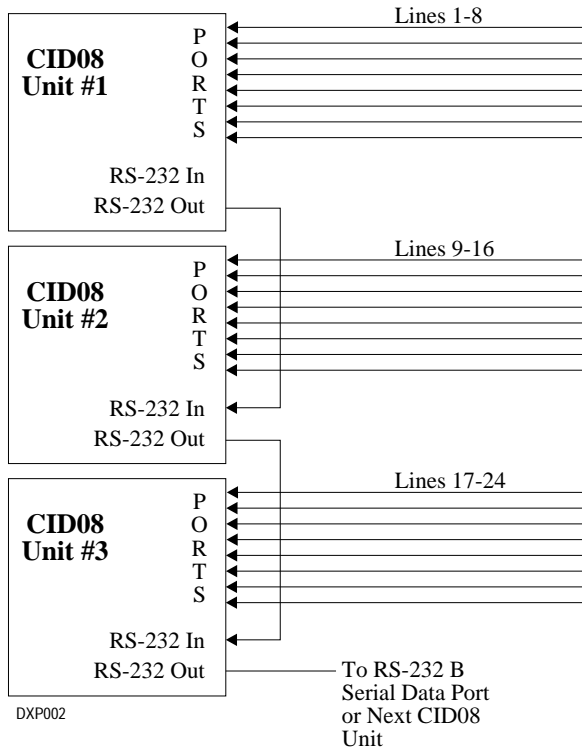 Lines 1-8
CID08
Unit #1
P
O
R
T
S
RS-232 In
RS-232 Out
Lines 9-16
CID08
Unit #2
P
O
R
T
S
RS-232 In
RS-232 Out
Lines 17-24
CID08
Unit #3
P
O
R
T
S
RS-232 In
RS-232 Out
To RS-232 B
Serial Data Port
or Next CID08
Unit
DXP002